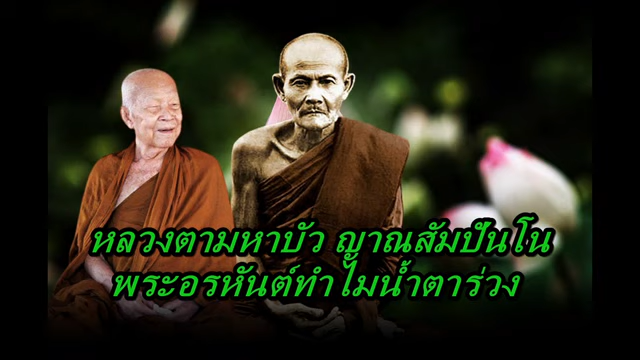 หลวงตามหาบัว ญาณสัมปันโน
พระอรหันต์ทำไมน้ำตาร่วง